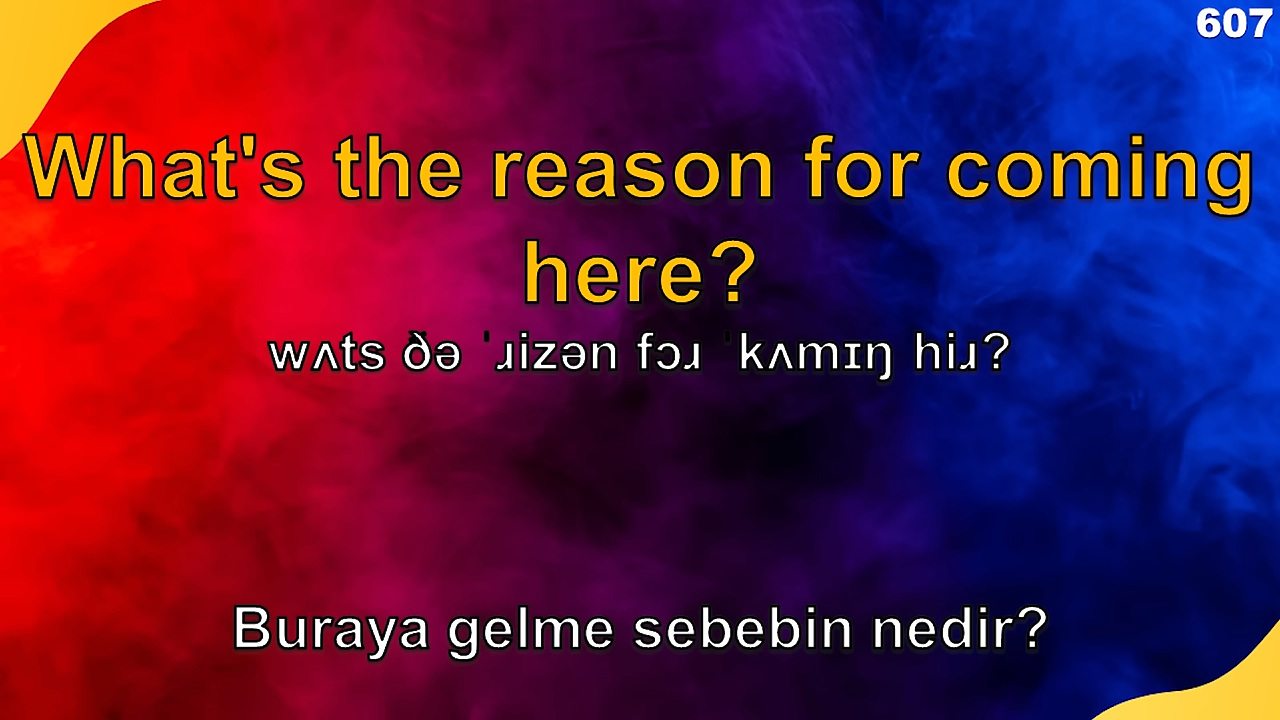 607
What's the reason for coming
here?
wʌts ðə ˈɹizən fɔɹ ˈkʌmɪŋ hiɹ?
Buraya gelme sebebin nedir?